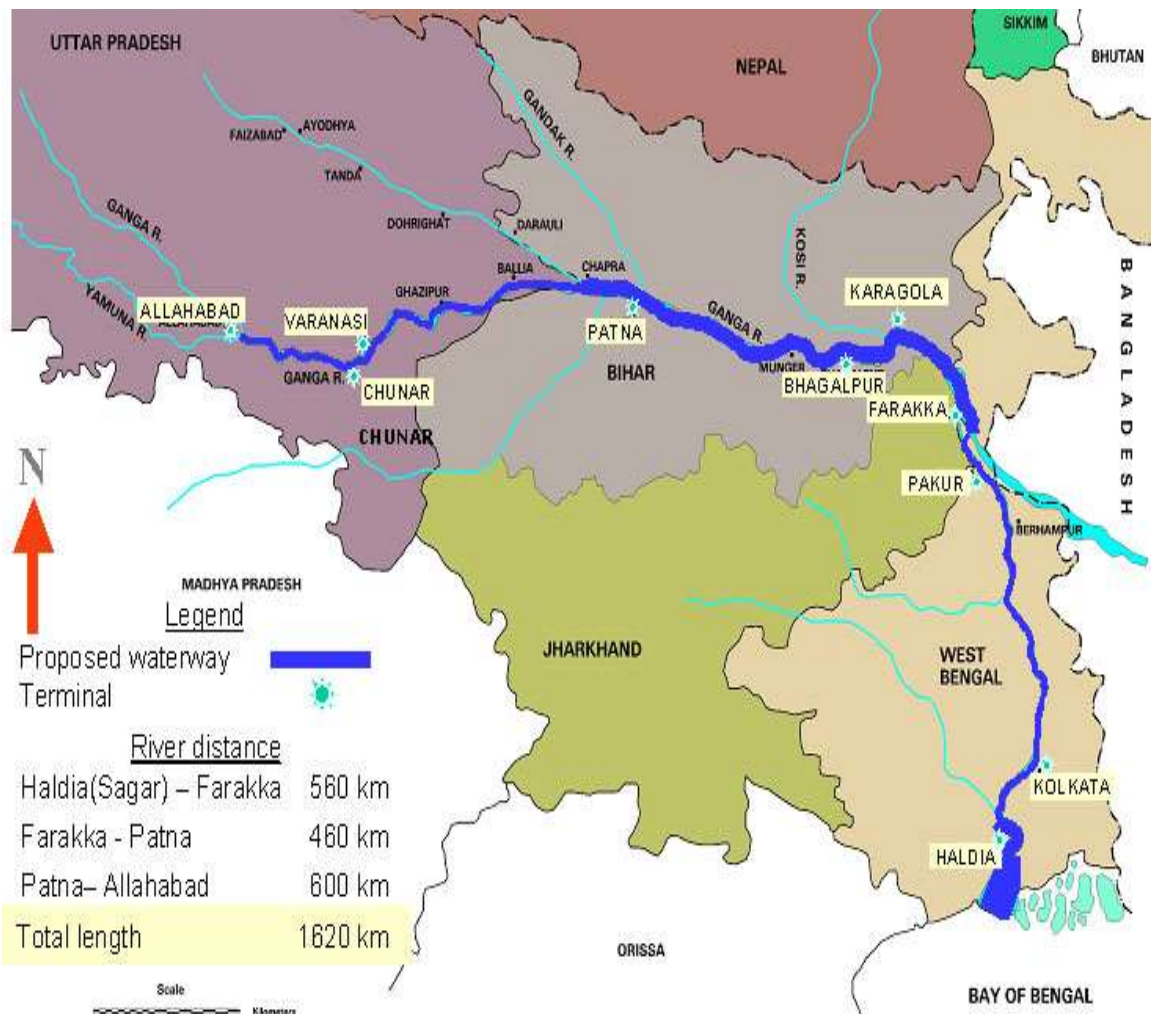 SIKKIM
UTTAR PRADESH
BHUTAN
NEPAL
GANDAK R.
AYODHYA
FAIZABAD
TANDA
DOHRIGHAT
DARAULI
GANGA R.
KOSI R.
BANGLADESH
BALLIA
CHAPRA
YAMUNA R.
GHAZIPUR
KARAGOLA
ALLAHABAD
ALLAHABAD
VARANASI
PATNA
GANGA R.
MUNGER
BIHAR
GANGA R.
CHUNAR
BHAGALPUR
FARAKKA
CHUNAR
N
PAKUR
BERHAMPUR
MADHYA PRADESH
Legend
Proposed waterway
Terminal
JHARKHAND
WEST
BENGAL
River distance
Haldia(Sagar) – Farakka 560 km
Farakka - Patna 460 km
Patna– Allahabad 600 km
Total length 1620 km
KOLKATA
HALDIA
ORISSA
BAY OF BENGAL
Scale
Kilometers